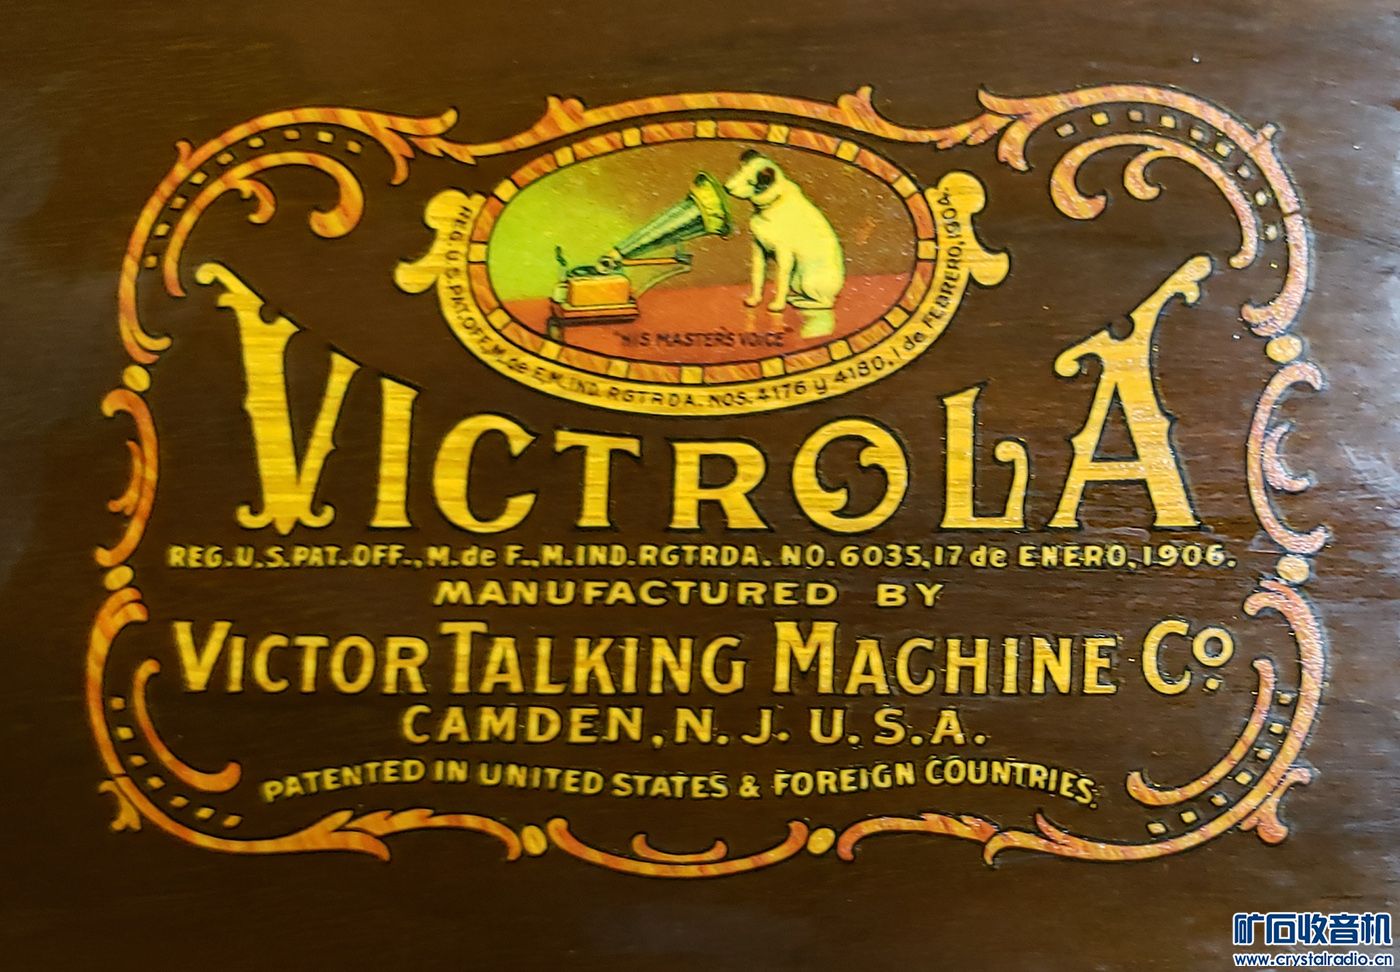 "HIS MASTER'S VOICE"
REG.U.S.PAT.OFF.,M.de F.,M.IND.RGTRDA.NOS.4176 y 4180,1 de FEBRERO,1904.
VICTROLA
REG.U.S.PAT.OFF.,M.de F.,M.IND.RGTRDA. NO.6035,17 de ENERO,1906.
MANUFACTURED BY
VICTOR TALKING MACHINE CO.
CAMDEN, N. J. U. S. A.
PATENTED IN UNITED STATES & FOREIGN COUNTRIES.
矿石收音机
www.crystalradio.cn